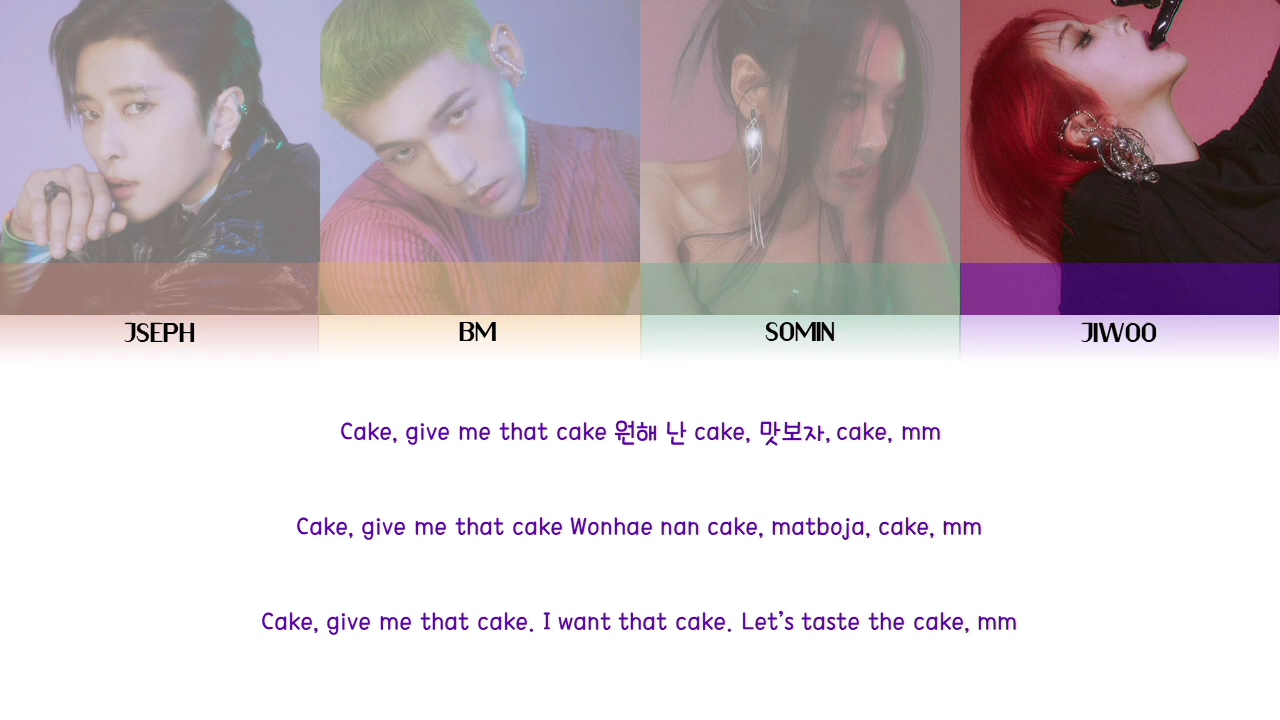 JSEPH
BM
SOMIN
JIWOO
Cake, give me that cake 원해 난 cake, 맛보자, cake, mm
Cake, give me that cake Wonhae nan cake, matboja, cake, mm
Cake, give me that cake. I want that cake. Let's taste the cake, mm